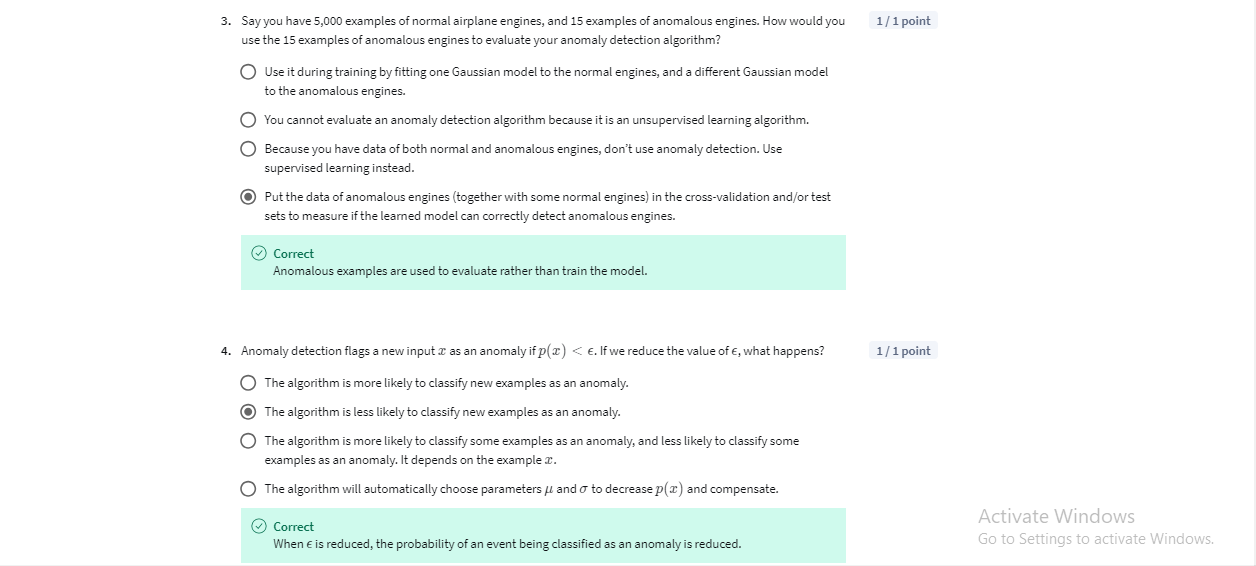 3. Say you have 5,000 examples of normal airplane engines, and 15 examples of anomalous engines. How would you 1 / 1 point
use the 15 examples of anomalous engines to evaluate your anomaly detection algorithm?
Use it during training by fitting one Gaussian model to the normal engines, and a different Gaussian model
to the anomalous engines.
You cannot evaluate an anomaly detection algorithm because it is an unsupervised learning algorithm.
Because you have data of both normal and anomalous engines, don't use anomaly detection. Use
supervised learning instead.
Put the data of anomalous engines (together with some normal engines) in the cross-validation and/or test
sets to measure if the learned model can correctly detect anomalous engines.
Correct
Anomalous examples are used to evaluate rather than train the model.
4. Anomaly detection flags a new input x as an anomaly if p(x) < ϵ. If we reduce the value of ϵ, what happens? 1 / 1 point
The algorithm is more likely to classify new examples as an anomaly.
The algorithm is less likely to classify new examples as an anomaly.
The algorithm is more likely to classify some examples as an anomaly, and less likely to classify some
examples as an anomaly. It depends on the example x.
The algorithm will automatically choose parameters μ and σ to decrease p(x) and compensate.
Correct
When ϵ is reduced, the probability of an event being classified as an anomaly is reduced.
Activate Windows
Go to Settings to activate Windows.